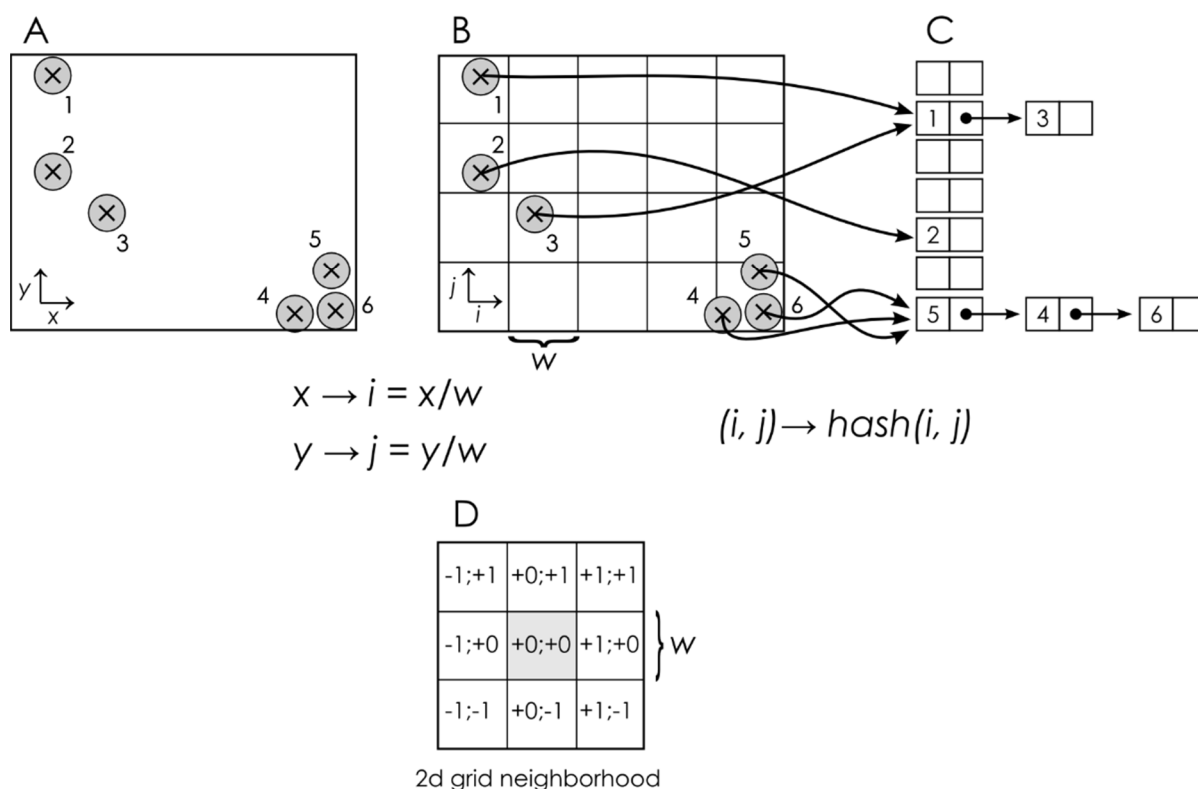 A
1
2
3
4
5
6
y
x
B
1
2
3
4
5
6
j
i
w
C
1 3
2
5 4 6
x → i = x/w
y → j = y/w
(i, j) → hash(i, j)
D
-1;+1 +0;+1 +1;+1
-1;+0 +0;+0 +1;+0
-1;-1 +0;-1 +1;-1
w
2d grid neighborhood